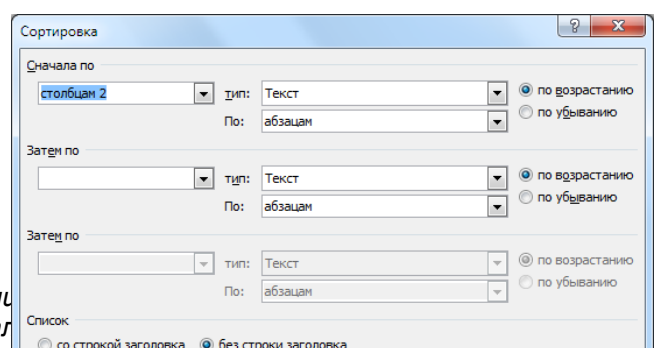 Сортировка
Сначала по
столбцам 2 тип: Текст по возрастанию
По: абзацам по убыванию
Затем по
тип: Текст по возрастанию
По: абзацам по убыванию
Затем по
тип: Текст по возрастанию
По: абзацам по убыванию
Список
со строкой заголовка без строки заголовка